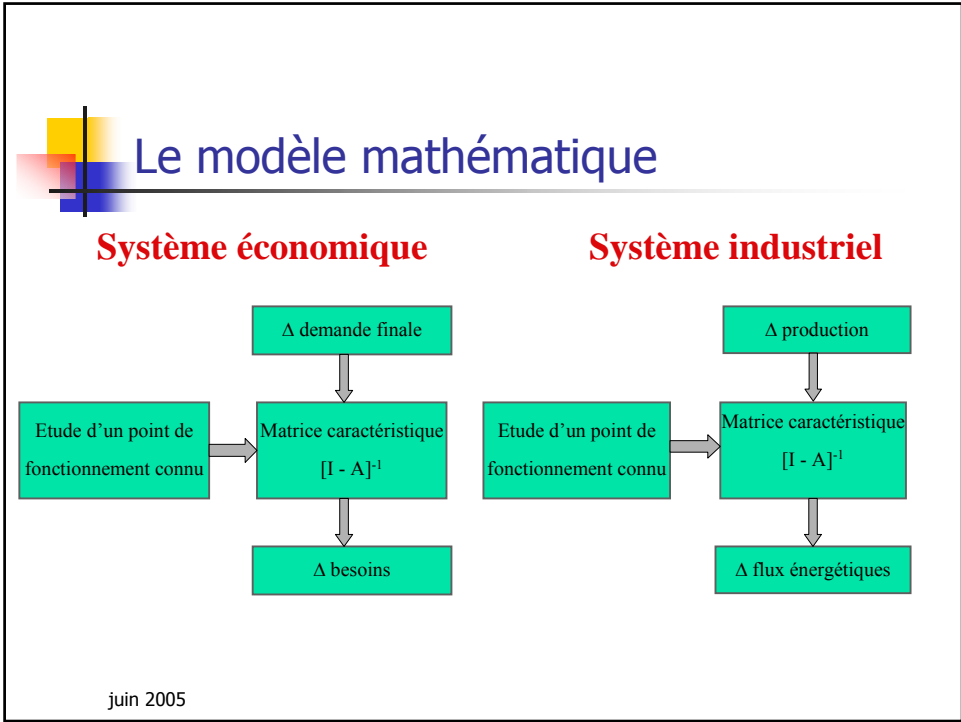 Le modèle mathématique
Système économique
Δ demande finale
Etude d'un point de
fonctionnement connu
Matrice caractéristique
[I - A]-1
Δ besoins
Système industriel
Δ production
Etude d'un point de
fonctionnement connu
Matrice caractéristique
[I - A]-1
Δ flux énergétiques
juin 2005